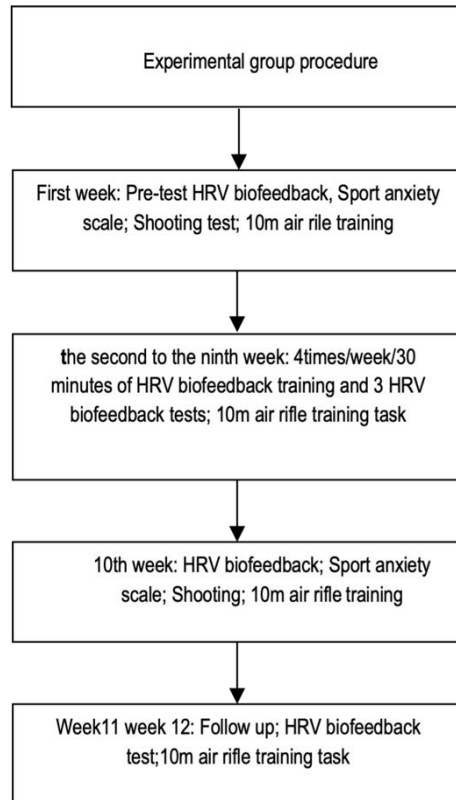 Experimental group procedure
First week: Pre-test HRV biofeedback, Sport anxiety
scale; Shooting test; 10m air rile training
the second to the ninth week: 4times/week/30
minutes of HRV biofeedback training and 3 HRV
biofeedback tests; 10m air rifle training task
10th week: HRV biofeedback; Sport anxiety
scale; Shooting; 10m air rifle training
Week11 week 12: Follow up; HRV biofeedback
test;10m air rifle training task